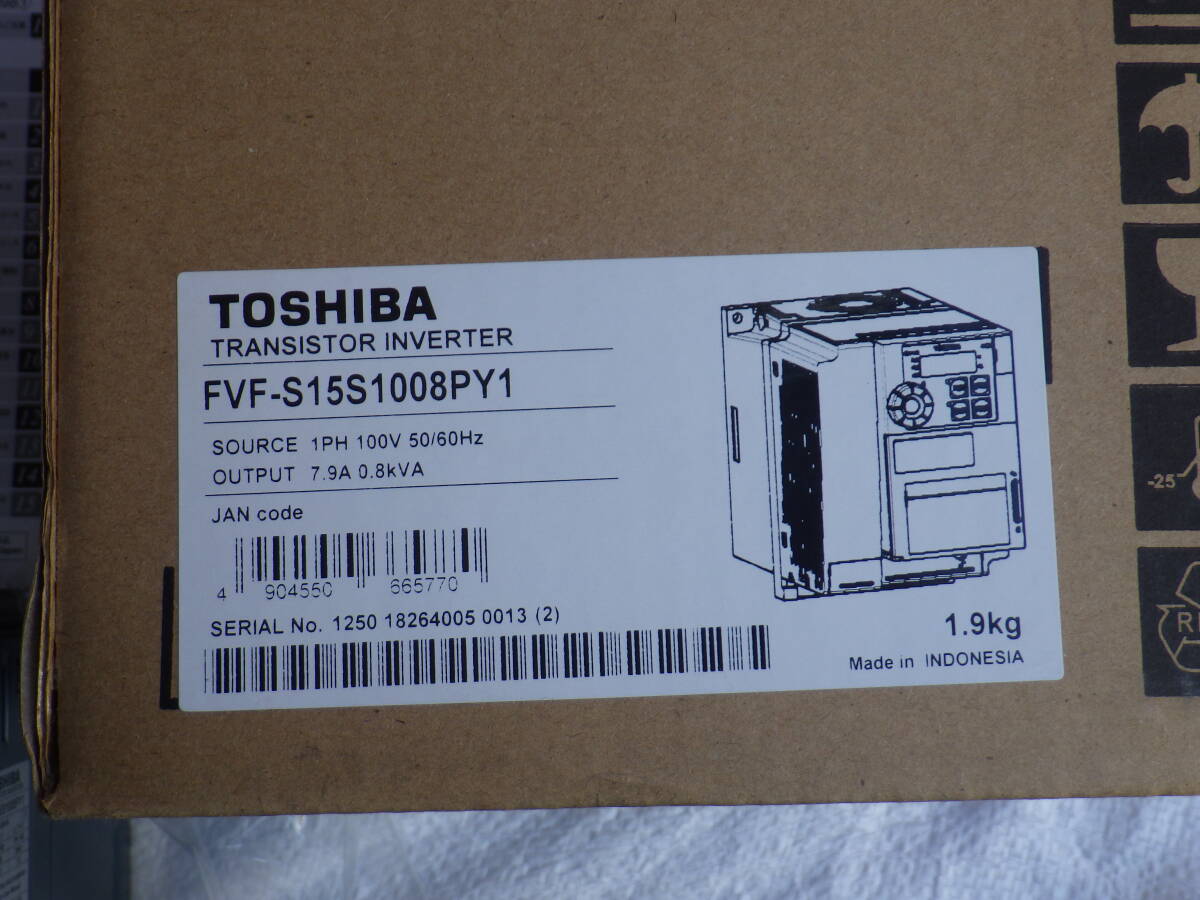 TOSHIBA
TRANSISTOR INVERTER
FVF-S15S1008PY1
SOURCE 1PH 100V 50/60Hz
OUTPUT 7.9A 0.8kVA
JAN code
4 904550 665770
SERIAL No. 1250 18264005 0013 (2)
1.9kg
Made in INDONESIA
-25